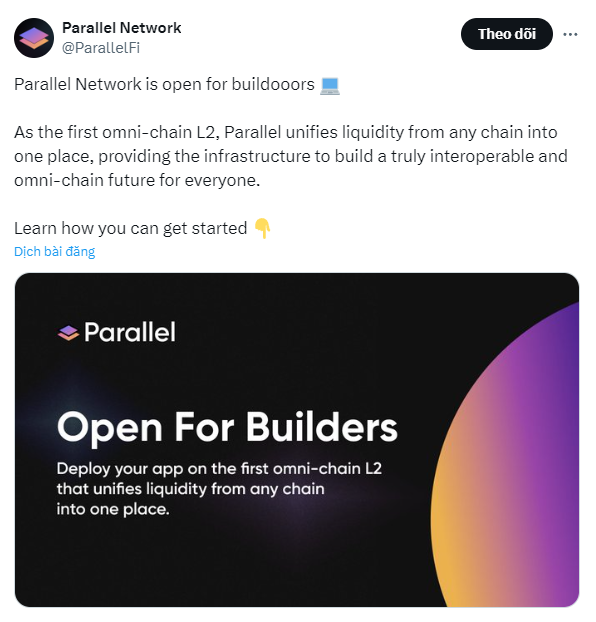 Parallel Network
@ParallelFi
Theo dõi
Parallel Network is open for buildooors 💻
As the first omni-chain L2, Parallel unifies liquidity from any chain into
one place, providing the infrastructure to build a truly interoperable and
omni-chain future for everyone.
Learn how you can get started 👇
Dịch bài đăng
Parallel
Open For Builders
Deploy your app on the first omni-chain L2
that unifies liquidity from any chain
into one place.